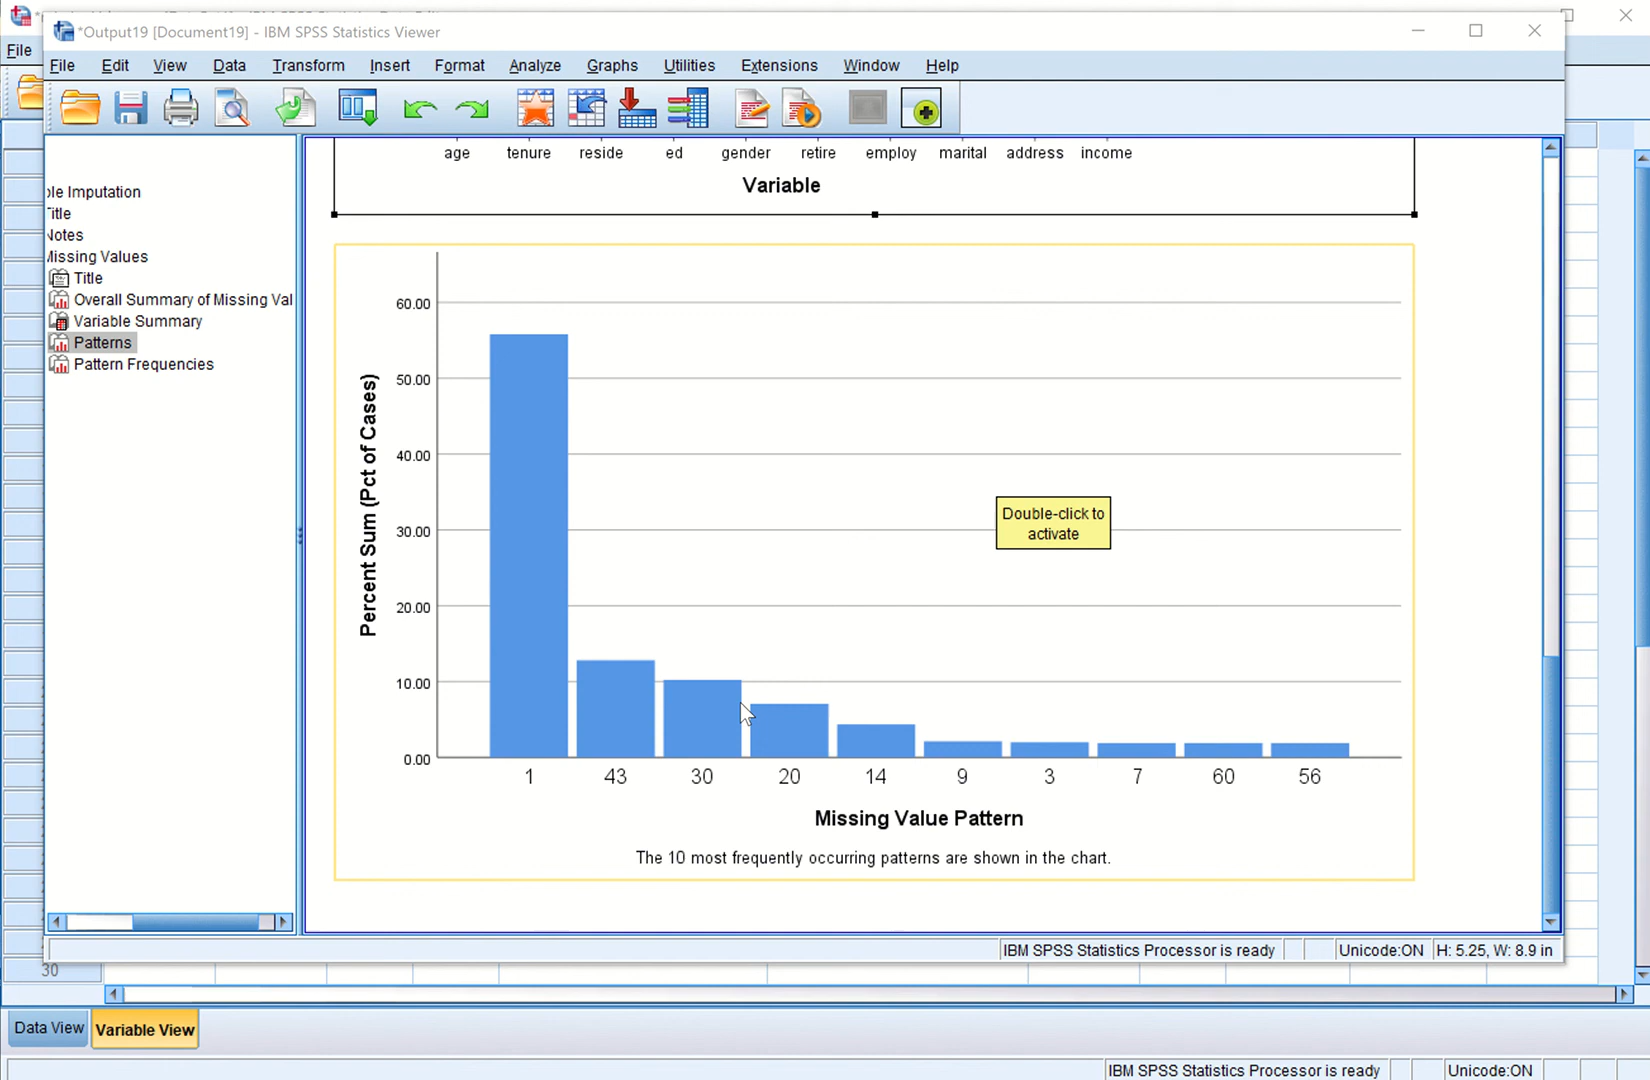 *Output19 [Document19] - IBM SPSS Statistics Viewer
File
File Edit View Data Transform Insert Format Analyze Graphs Utilities Extensions Window Help
ole Imputation
Title
Notes
Missing Values
Title
Overall Summary of Missing Val
Variable Summary
Patterns
Pattern Frequencies
age tenure reside ed gender retire employ marital address income
Variable
60.00
50.00
40.00
30.00
20.00
10.00
0.00
Percent Sum (Pct of Cases)
Double-click to
activate
1 43 30 20 14 9 3 7 60 56
Missing Value Pattern
The 10 most frequently occurring patterns are shown in the chart.
IBM SPSS Statistics Processor is ready Unicode:ON H: 5.25, W: 8.9 in
30
Data View Variable View
IBM SPSS Statistics Processor is ready Unicode:ON